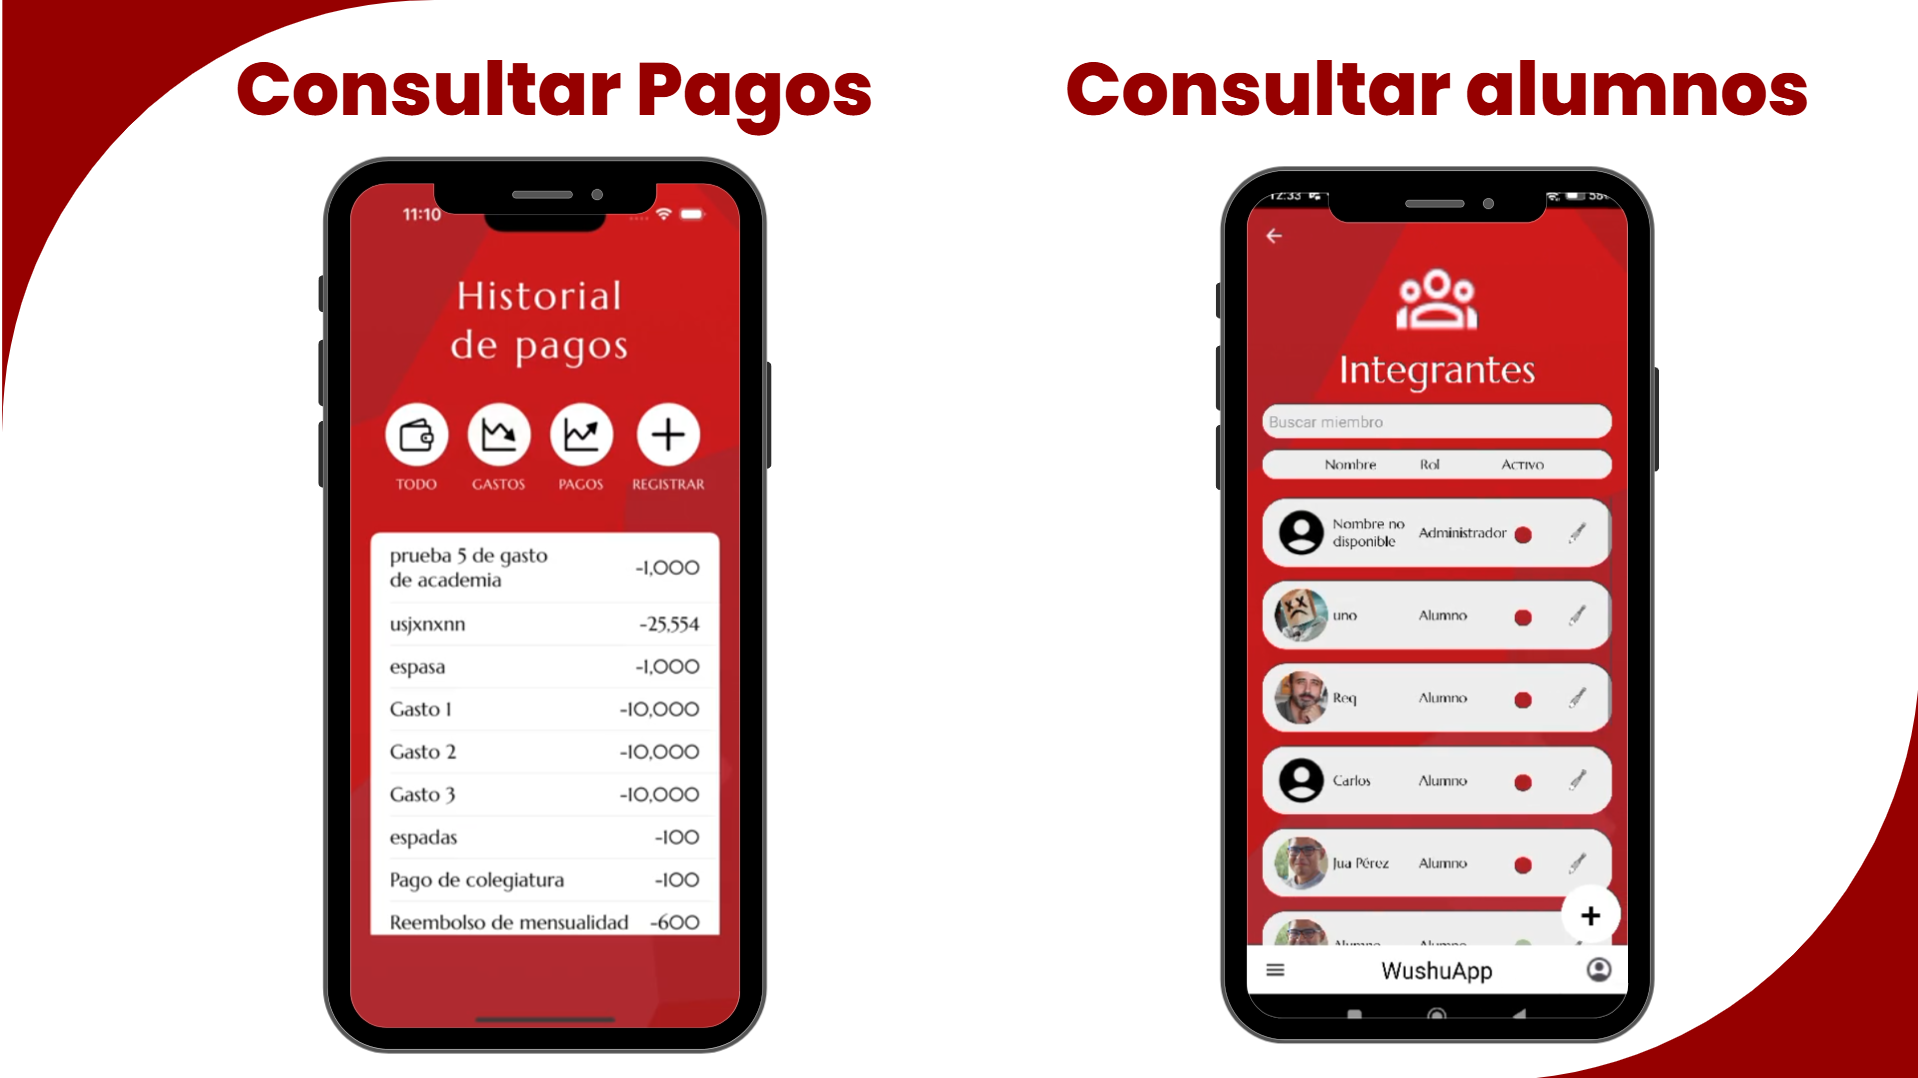 Consultar Pagos
11:10
Historial
de pagos
TODO
GASTOS
PAGOS
REGISTRAR
prueba 5 de gasto
de academia
-1,000
usjxnxnn
-25,554
espasa
-1,000
Gasto 1
-10,000
Gasto 2
-10,000
Gasto 3
-10,000
espadas
-100
Pago de colegiatura
-100
Reembolso de mensualidad
-600
Consultar alumnos
12:33
Integrantes
Buscar miembro
Nombre Rol Activo
Nombre no
disponible
Administrador
uno Alumno
Req Alumno
Carlos Alumno
Jua Pérez Alumno
Alumno Alumno
WushuApp